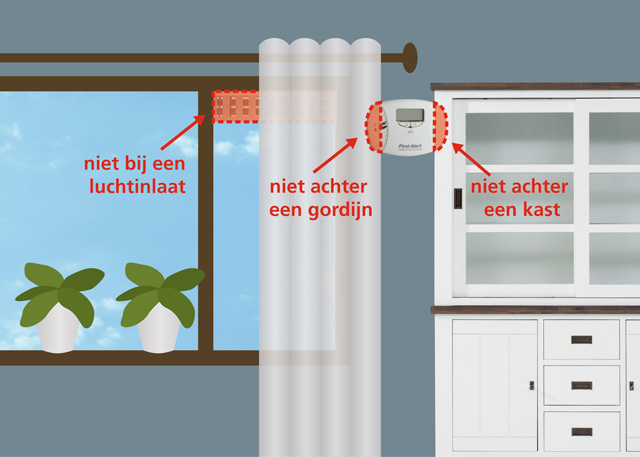 niet bij een
luchtinlaat
niet achter
een gordijn
niet achter
een kast
First Alert